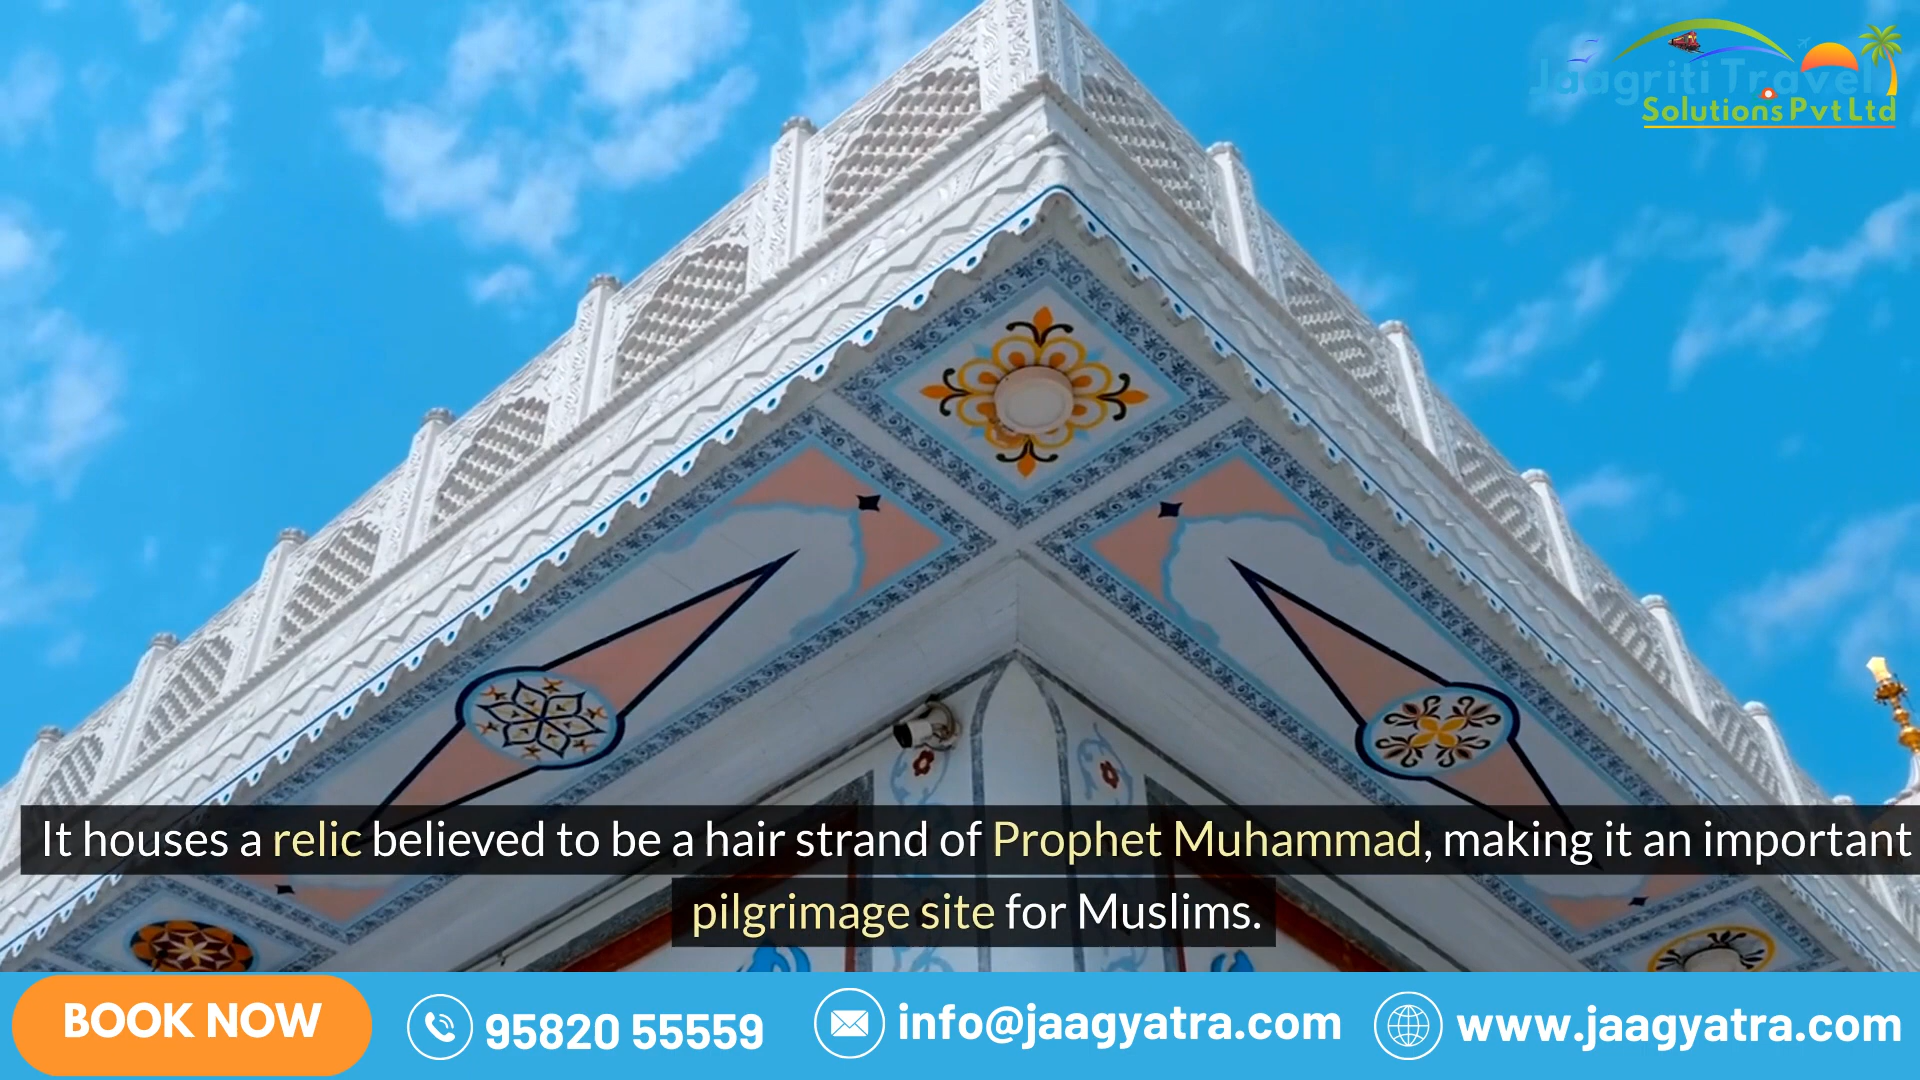 Jaagriti Travel
Solutions Pvt Ltd
It houses a relic believed to be a hair strand of Prophet Muhammad, making it an important
pilgrimage site for Muslims.
BOOK NOW
95820 55559
info@jaagyatra.com
www.jaagyatra.com